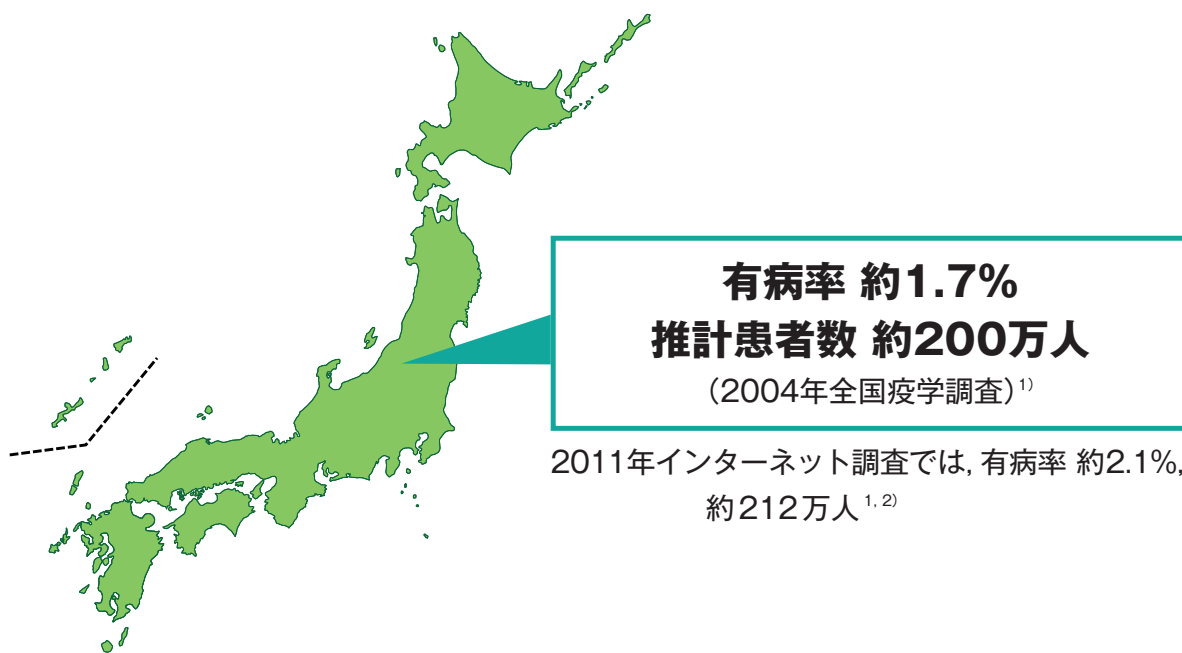 有病率 約1.7%
推計患者数 約200万人
（2004年全国疫学調査）1)
2011年インターネット調査では, 有病率 約2.1%,
約212万人 1, 2)